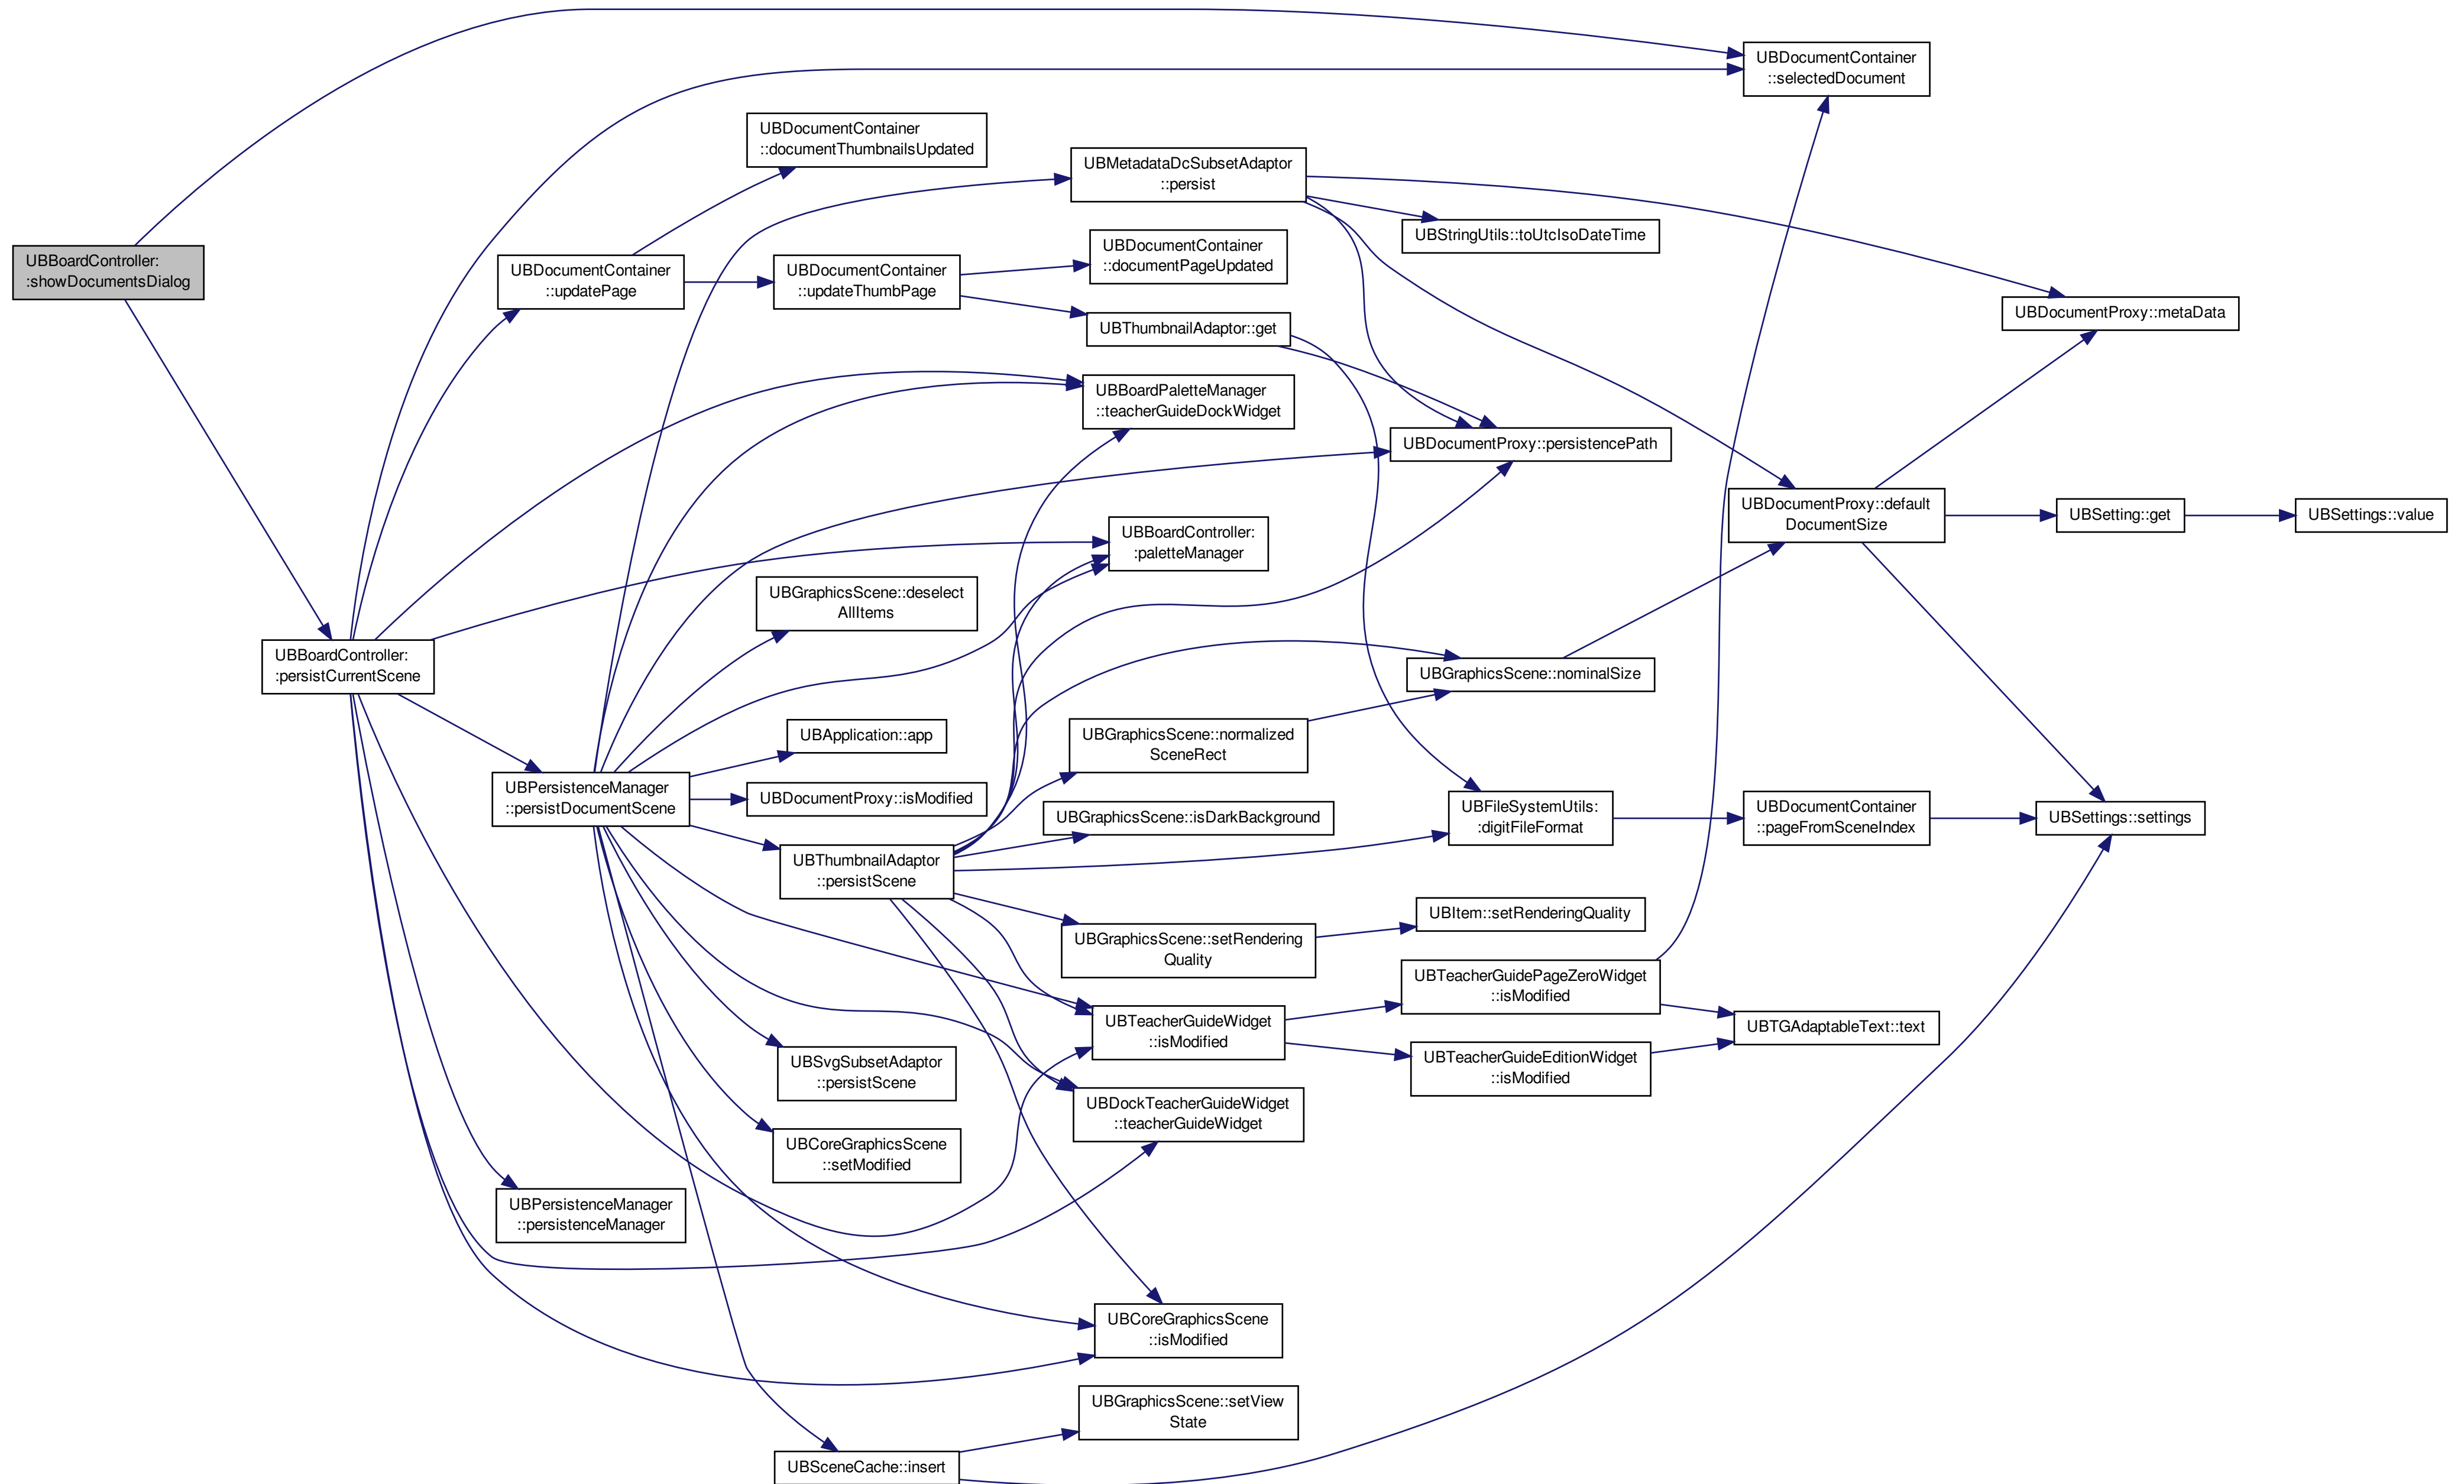 UBDocumentContainer
::selectedDocument
UBDocumentContainer
::documentThumbnailsUpdated
UBMetadataDcSubsetAdaptor
::persist
UBStringUtils::toUtcIsoDateTime
UBBoardController:
:showDocumentsDialog
UBDocumentContainer
::updatePage
UBDocumentContainer
::updateThumbPage
UBDocumentContainer
::documentPageUpdated
UBDocumentProxy::metaData
UBThumbnailAdaptor::get
UBBoardPaletteManager
::teacherGuideDockWidget
UBDocumentProxy::persistencePath
UBDocumentProxy::default
DocumentSize
UBSetting::get
UBSettings::value
UBBoardController:
:paletteManager
UBGraphicsScene::deselect
AllItems
UBBoardController:
:persistCurrentScene
UBGraphicsScene::nominalSize
UBApplication::app
UBGraphicsScene::normalized
SceneRect
UBPersistenceManager
::persistDocumentScene
UBDocumentProxy::isModified
UBGraphicsScene::isDarkBackground
UBFileSystemUtils:
:digitFileFormat
UBDocumentContainer
::pageFromSceneIndex
UBSettings::settings
UBThumbnailAdaptor
::persistScene
UBItem::setRenderingQuality
UBGraphicsScene::setRendering
Quality
UBTeacherGuidePageZeroWidget
::isModified
UBTGAdaptableText::text
UBTeacherGuideWidget
::isModified
UBTeacherGuideEditionWidget
::isModified
UBSvgSubsetAdaptor
::persistScene
UBDockTeacherGuideWidget
::teacherGuideWidget
UBCoreGraphicsScene
::setModified
UBPersistenceManager
::persistenceManager
UBCoreGraphicsScene
::isModified
UBGraphicsScene::setView
State
UBSceneCache::insert